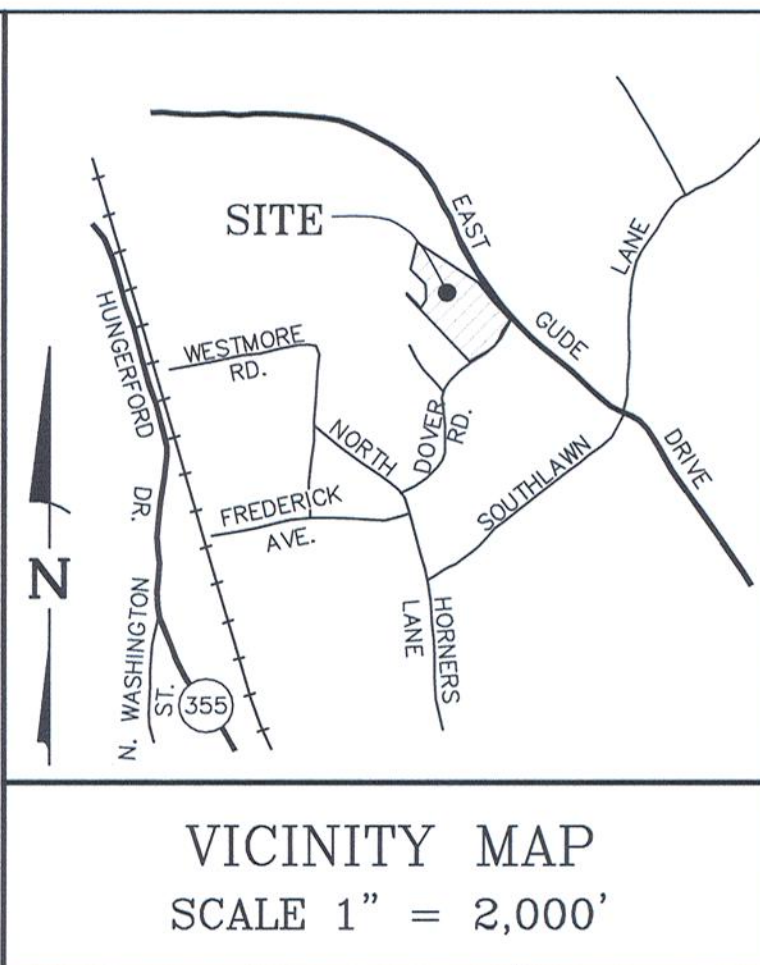 SITE
EAST
GUDE
DRIVE
LANE
SOUTHLAWN
HUNGERFORD
DR.
WESTMORE
RD.
NORTH
DOVER
RD.
FREDERICK
AVE.
HORNERS
LANE
N
N. WASHINGTON
ST.
355
VICINITY MAP
SCALE 1" = 2,000'